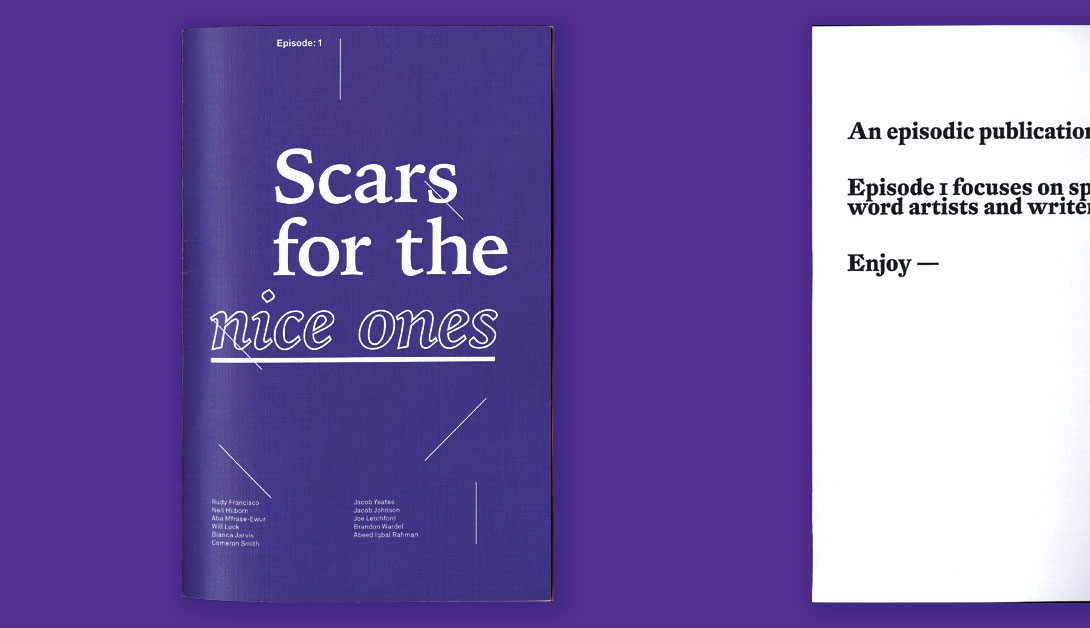 Episode: 1
Scars
for the
nice ones
Rudy Francisco
Neil Hilborn
Aba Mfrase-Ewur
Will Luck
Bianca Jarvis
Cameron Smith
Jacob Yeates
Jacob Johnson
Joe Letchford
Brandon Wardel
Abeed Iqbal Rahman
An episodic publication
Episode 1 focuses on sp
word artists and write
Enjoy —